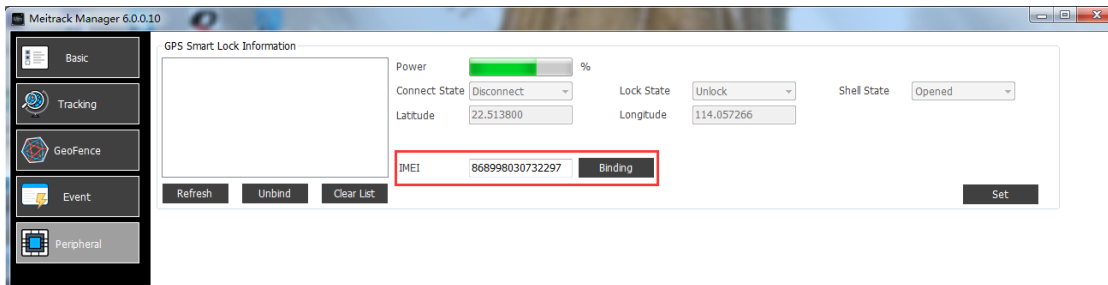 Meitrack Manager 6.0.0.10
Basic
Tracking
GeoFence
Event
Peripheral
GPS Smart Lock Information
Power %
Connect State Disconnect Lock State Unlock Shell State Opened
Latitude 22.513800 Longitude 114.057266
IMEI 868998030732297 Binding
Refresh Unbind Clear List Set